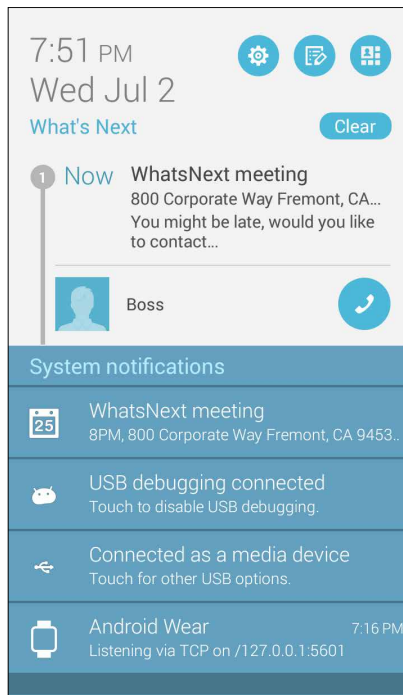 7:51 PM
Wed Jul 2
What's Next
Clear
1
Now
WhatsNext meeting
800 Corporate Way Fremont, CA...
You might be late, would you like
to contact...
Boss
System notifications
25
WhatsNext meeting
8PM, 800 Corporate Way Fremont, CA 9453..
USB debugging connected
Touch to disable USB debugging.
Connected as a media device
Touch for other USB options.
Android Wear
7:16 PM
Listening via TCP on /127.0.0.1:5601